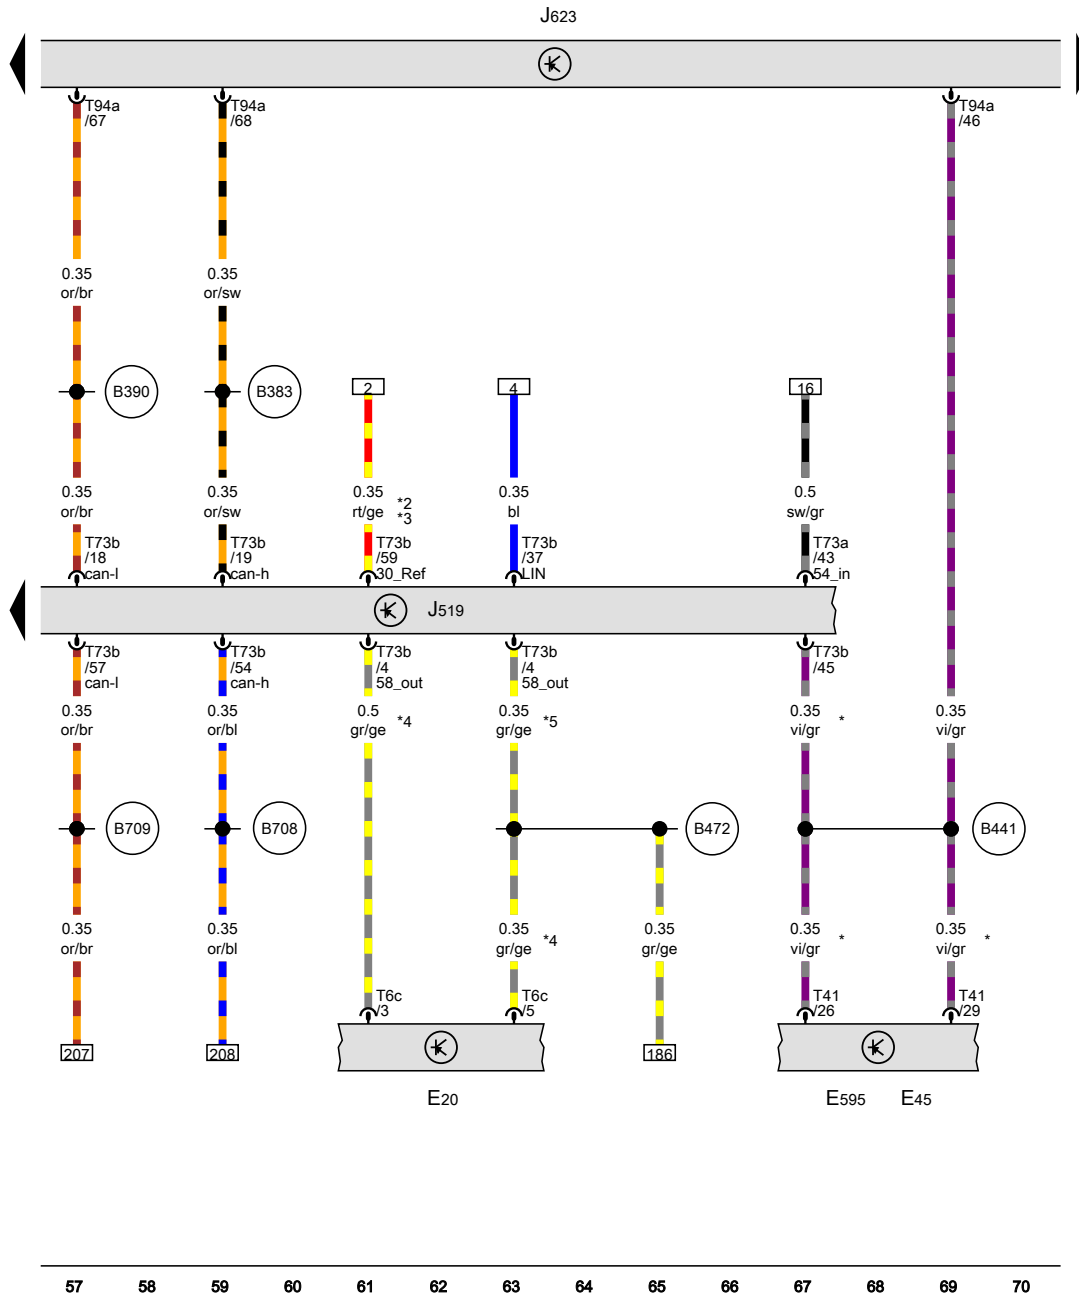 J623
T94a
/67
T94a
/68
T94a
/46
0.35
or/br
0.35
or/sw
B390
B383
2
4
16
0.35
or/br
0.35
or/sw
0.35
rt/ge
*2
*3
0.35
bl
0.5
sw/gr
T73b
/18
can-l
T73b
/19
can-h
T73b
/59
30_Ref
T73b
/37
LIN
T73a
/43
54_in
J519
T73b
/57
can-l
T73b
/54
can-h
T73b
/4
58_out
T73b
/4
58_out
T73b
/45
0.35
or/br
0.35
or/bl
0.5
gr/ge
*4
0.35
gr/ge
*5
0.35
vi/gr
*
0.35
vi/gr
B709
B708
B472
B441
0.35
or/br
0.35
or/bl
0.35
gr/ge
*4
0.35
gr/ge
0.35
vi/gr
*
0.35
vi/gr
*
T6c
/3
T6c
/5
T41
/26
T41
/29
207
208
186
E20
E595
E45
57 58 59 60 61 62 63 64 65 66 67 68 69 70